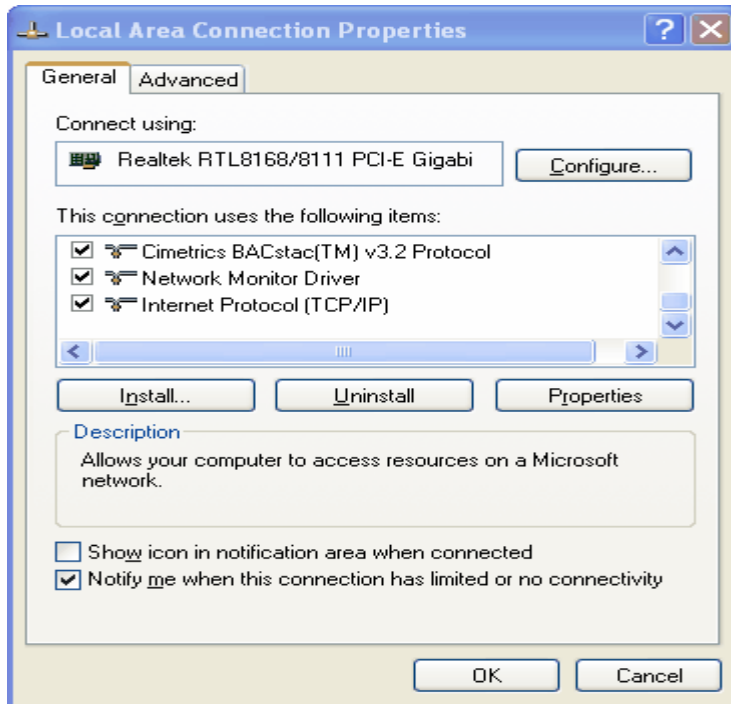 Local Area Connection Properties
General
Advanced
Connect using:
Realtek RTL8168/8111 PCI-E Gigabi
Configure...
This connection uses the following items:
Cimetrics BACstac(TM) v3.2 Protocol
Network Monitor Driver
Internet Protocol (TCP/IP)
Install...
Uninstall
Properties
Description
Allows your computer to access resources on a Microsoft
network.
Show icon in notification area when connected
Notify me when this connection has limited or no connectivity
OK
Cancel